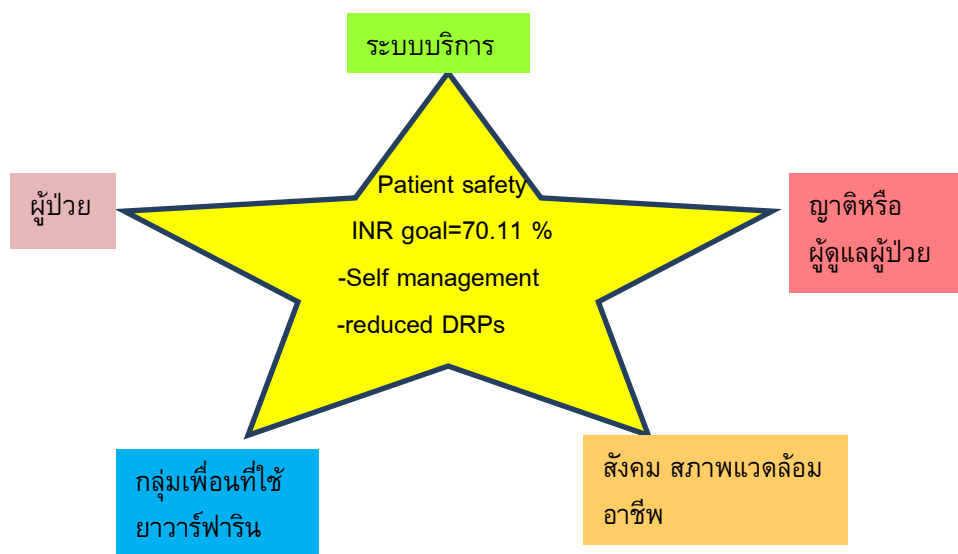 ระบบบริการ
ผู้ป่วย
Patient safety
INR goal=70.11 %
-Self management
-reduced DRPs
ญาติหรือ
ผู้ดูแลผู้ป่วย
กลุ่มเพื่อนที่ใช้
ยาวาร์ฟาริน
สังคม สภาพแวดล้อม
อาชีพ